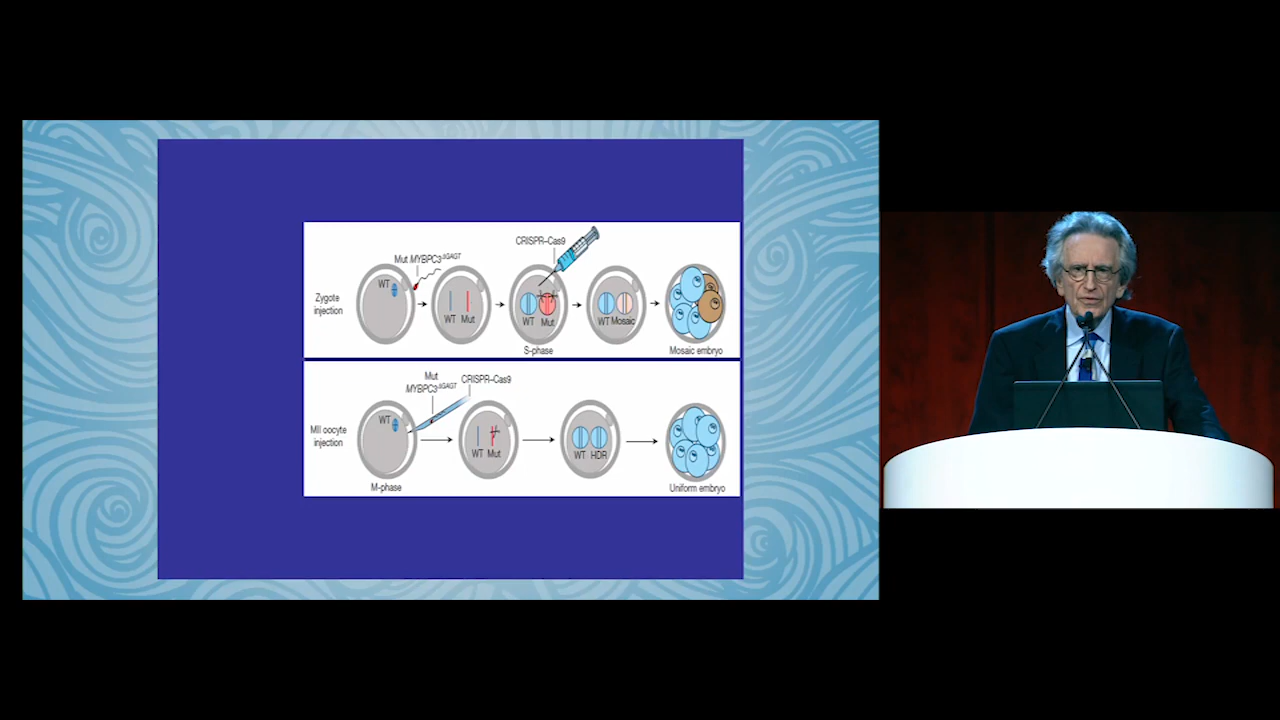 CRISPR–Cas9
Mut MYBPC3ΔGAGT
WT
Zygote
injection
WT Mut
WT Mut
WT Mosaic
S-phase
Mosaic embryo
Mut
MYBPC3ΔGAGT
CRISPR–Cas9
WT
MII oocyte
injection
WT Mut
WT HDR
M-phase
Uniform embryo